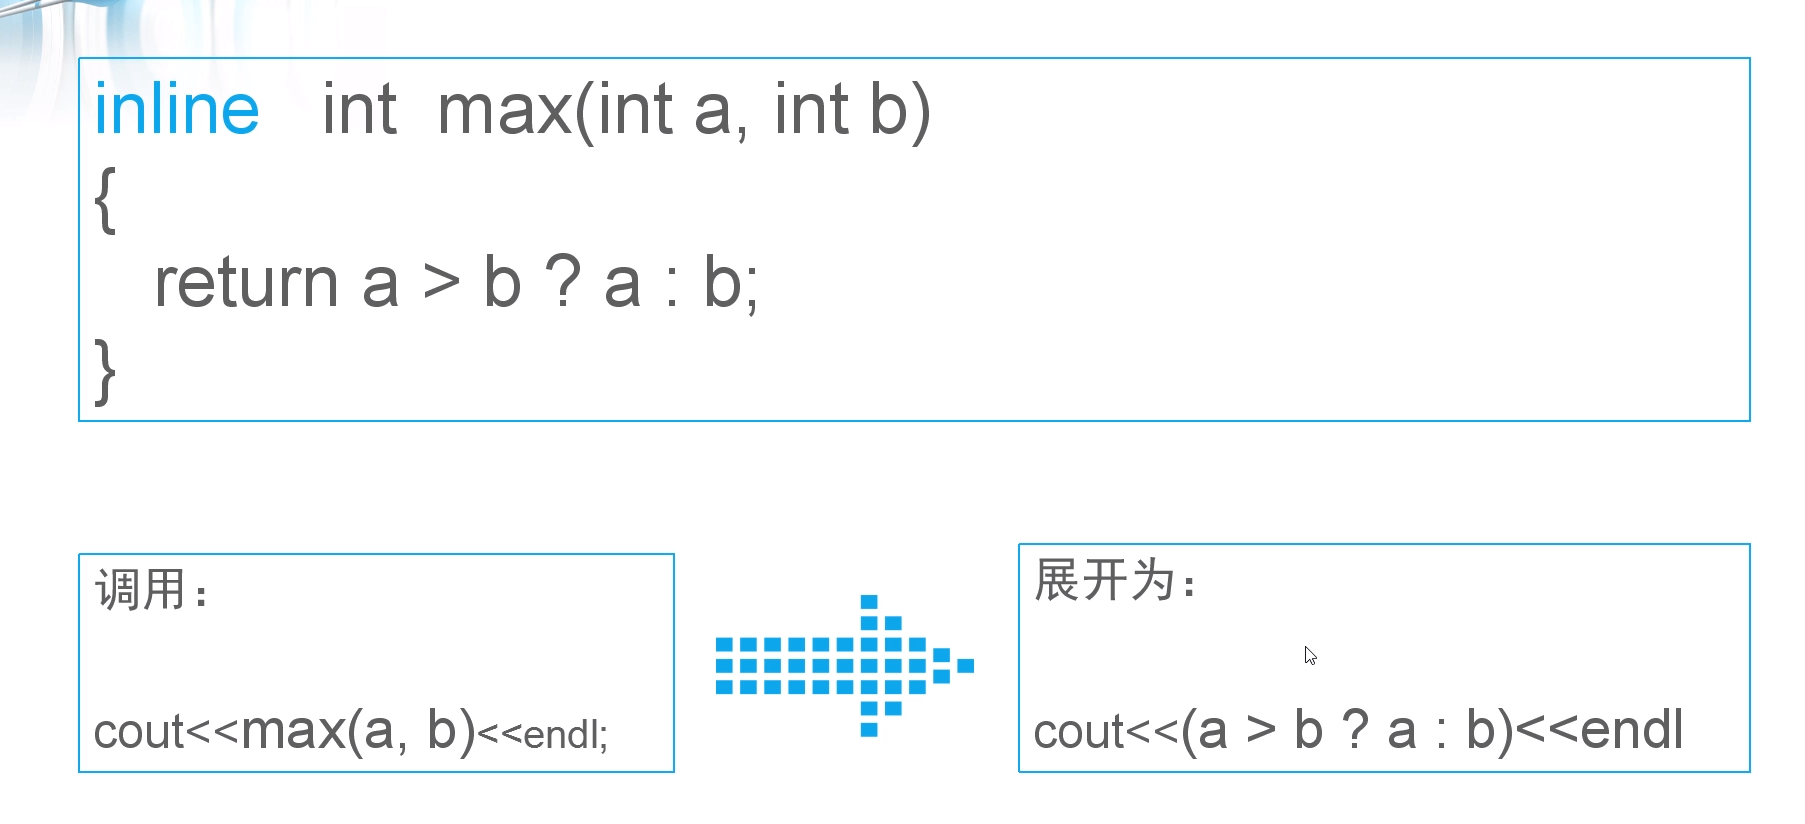 inline int max(int a, int b)
{
return a > b ? a : b;
}
调用：
cout<<max(a, b)<<endl;
展开为：
cout<<(a > b ? a : b)<<endl